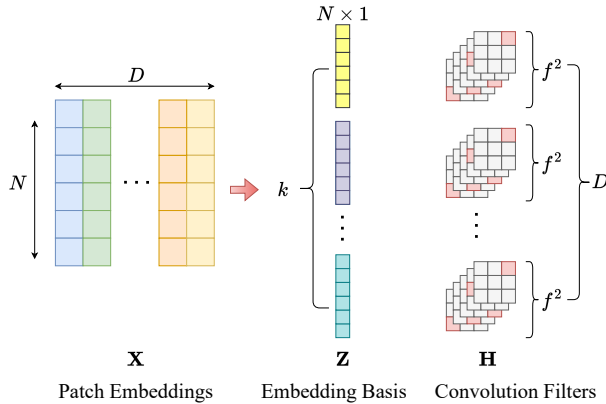 N × 1
D
N
k
f²
f²
f²
D
X
Z
H
Patch Embeddings
Embedding Basis
Convolution Filters